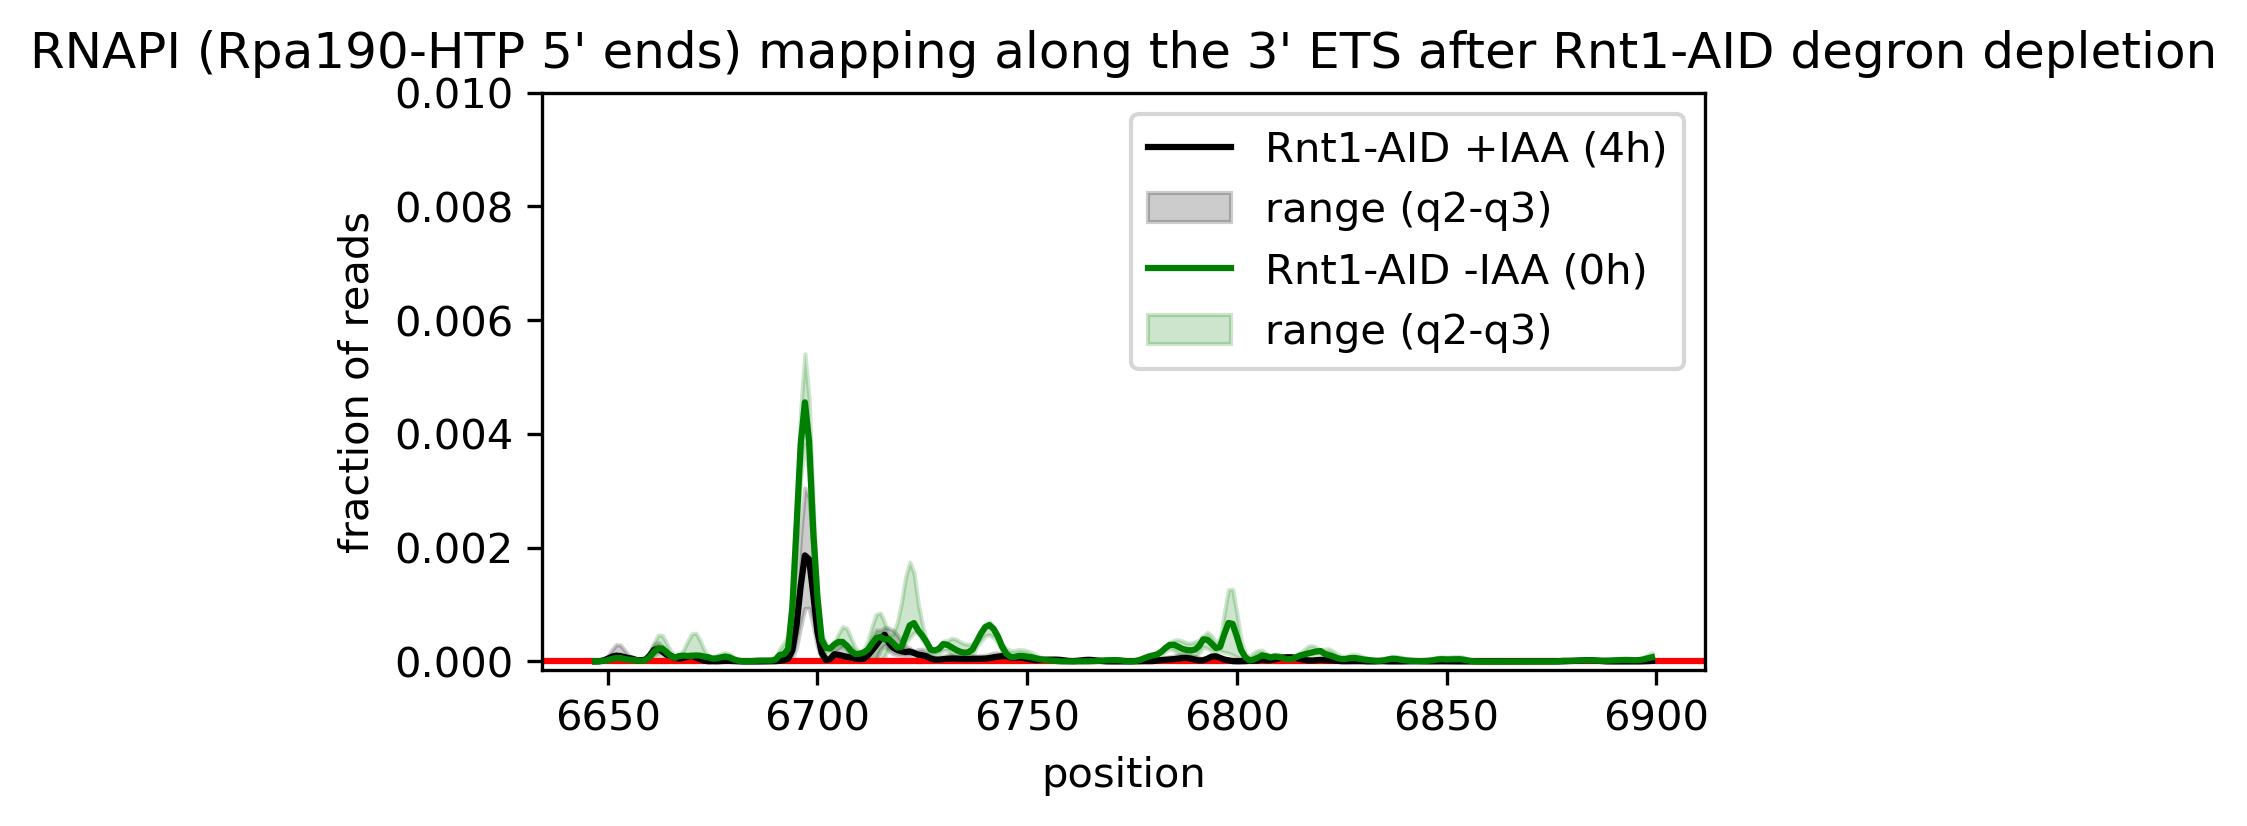 RNAPI (Rpa190-HTP 5' ends) mapping along the 3' ETS after Rnt1-AID degron depletion
0.010
0.008
0.006
0.004
0.002
0.000
fraction of reads
Rnt1-AID +IAA (4h)
range (q2-q3)
Rnt1-AID -IAA (0h)
range (q2-q3)
6650 6700 6750 6800 6850 6900
position